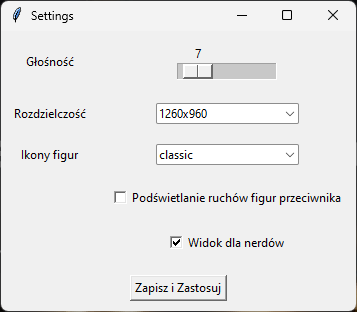 Settings
7
Głośność
Rozdzielczość
1260x960
Ikony figur
classic
Podświetlanie ruchów figur przeciwnika
Widok dla nerdów
Zapisz i Zastosuj